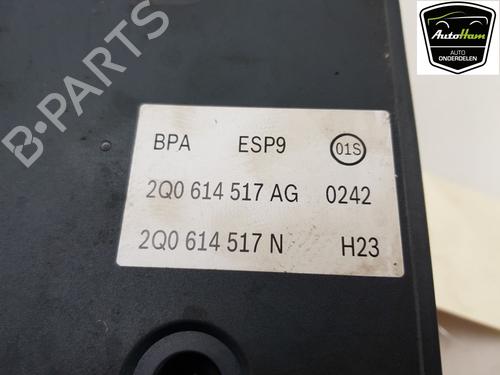 AutoHam
AUTO
ONDERDELEN
BPA ESP9 01S
2Q0 614 517 AG 0242
2Q0 614 517 N H23
B-PARTS